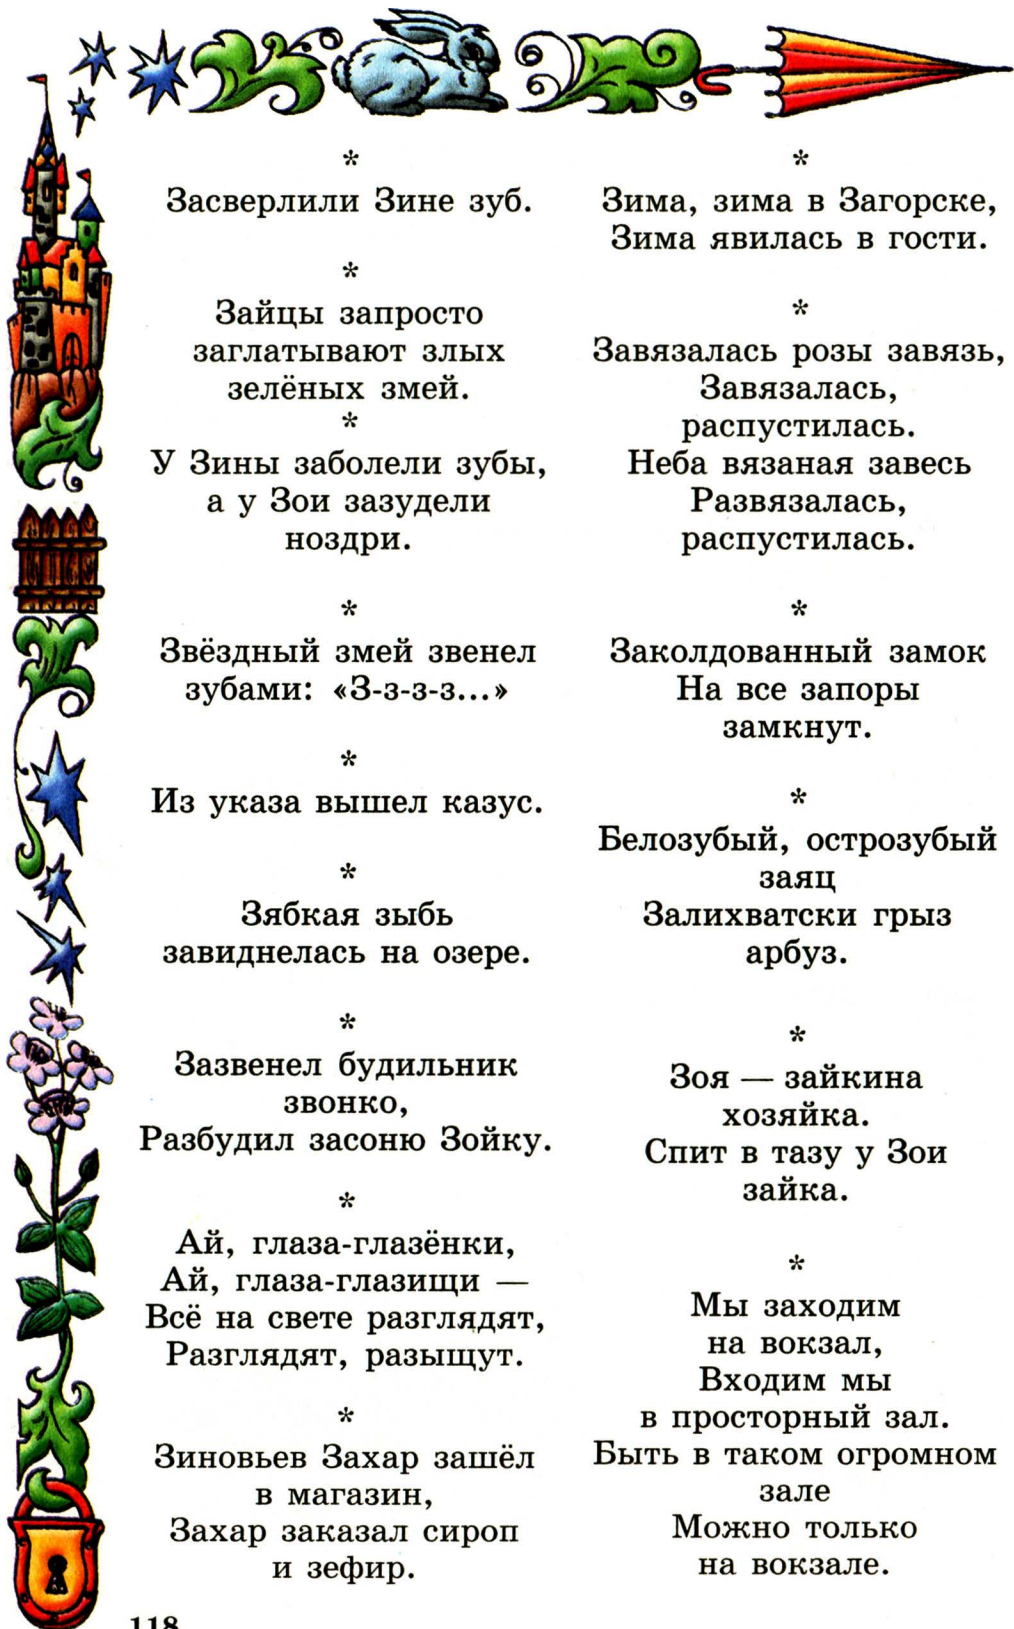 *
Засверлили Зине зуб.
*
Зайцы запросто
заглатывают злых
зелёных змей.
*
У Зины заболели зубы,
а у Зои зазудели
ноздри.
*
Звёздный змей звенел
зубами: «З-з-з-з...»
*
Из указа вышел казус.
*
Зябкая зыбь
завиднелась на озере.
*
Зазвенел будильник
звонко,
Разбудил засоню Зойку.
*
Ай, глаза-глазёнки,
Ай, глаза-глазищи —
Всё на свете разглядят,
Разглядят, разыщут.
*
Зиновьев Захар зашёл
в магазин,
Захар заказал сироп
и зефир.
*
Зима, зима в Загорске,
Зима явилась в гости.
*
Завязалась розы завязь,
Завязалась,
распустилась.
Неба вязаная завесь
Развязалась,
распустилась.
*
Заколдованный замок
На все запоры
замкнут.
*
Белозубый, острозубый
заяц
Залихватски грыз
арбуз.
*
Зоя — зайкина
хозяйка.
Спит в тазу у Зои
зайка.
*
Мы заходим
на вокзал,
Входим мы
в просторный зал.
Быть в таком огромном
зале
Можно только
на вокзале.
118